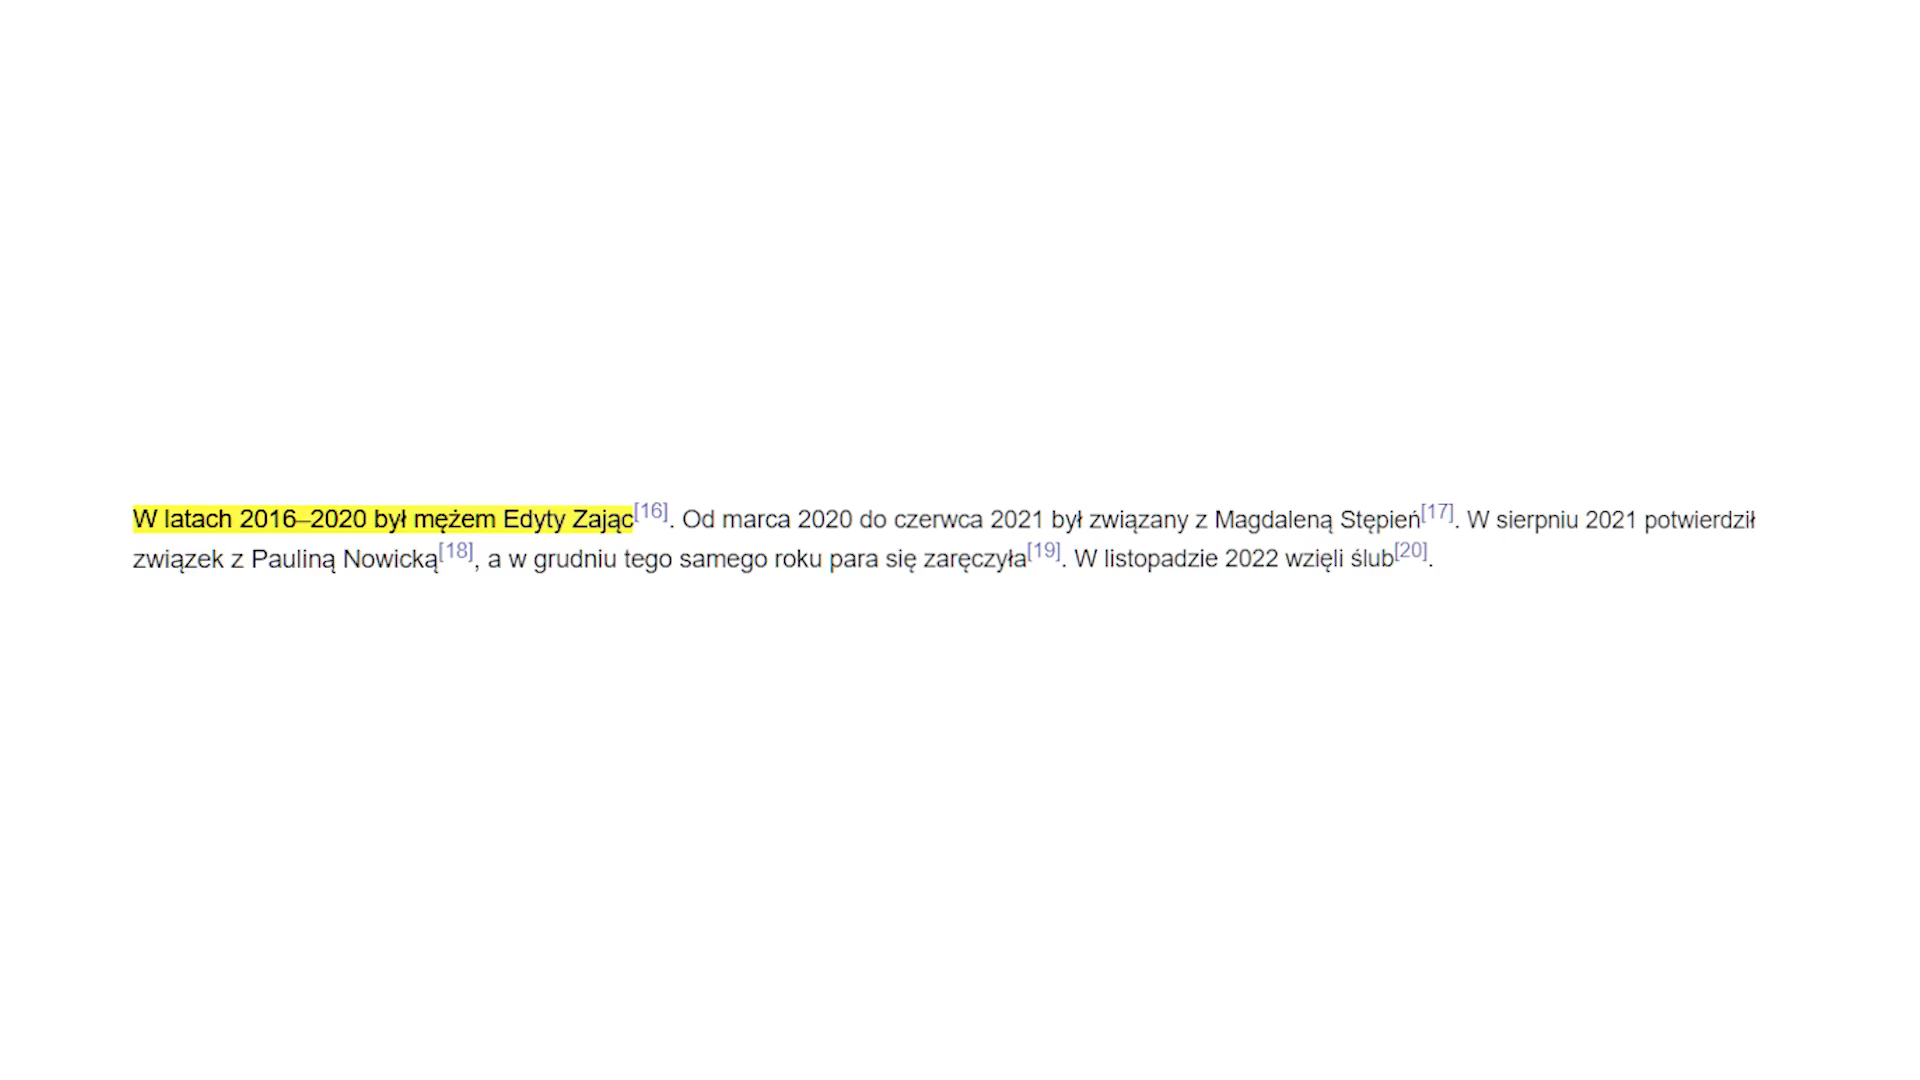 W latach 2016–2020 był mężem Edyty Zając[16]. Od marca 2020 do czerwca 2021 był związany z Magdaleną Stępień[17]. W sierpniu 2021 potwierdził
związek z Pauliną Nowicką[18], a w grudniu tego samego roku para się zaręczyła[19]. W listopadzie 2022 wzięli ślub[20].